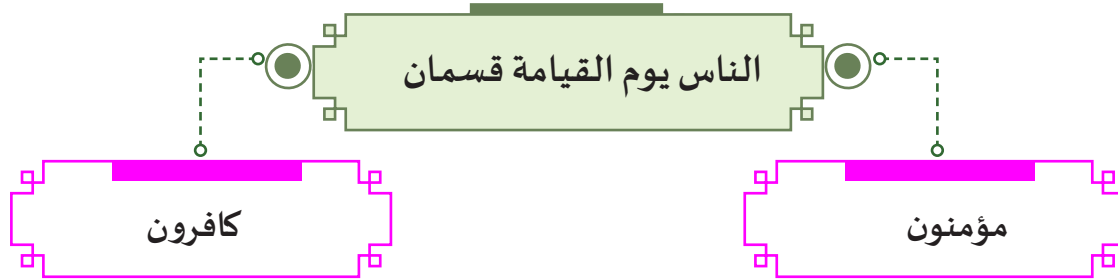 الناس يوم القيامة قسمان
مؤمنون
كافرون